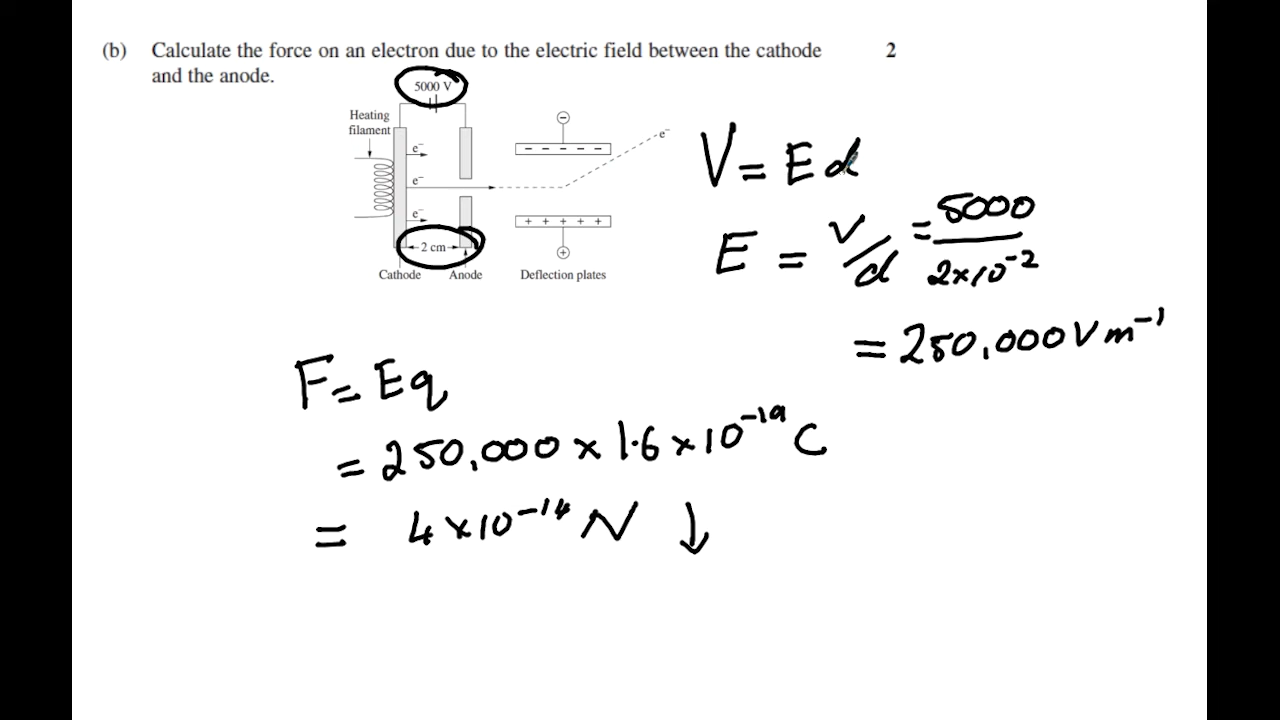 (b) Calculate the force on an electron due to the electric field between the cathode 2
and the anode.
5000 V
Heating
filament
e⁻
e⁻
e⁻
2 cm
Cathode Anode
−
− − − − −
e⁻
+ + + + +
+
Deflection plates
V = Ed
E = V/d = 5000
2×10⁻²
= 250,000 V m⁻¹
F = Eq
= 250,000 × 1.6 × 10⁻¹⁹ C
= 4 × 10⁻¹⁴ N ↓